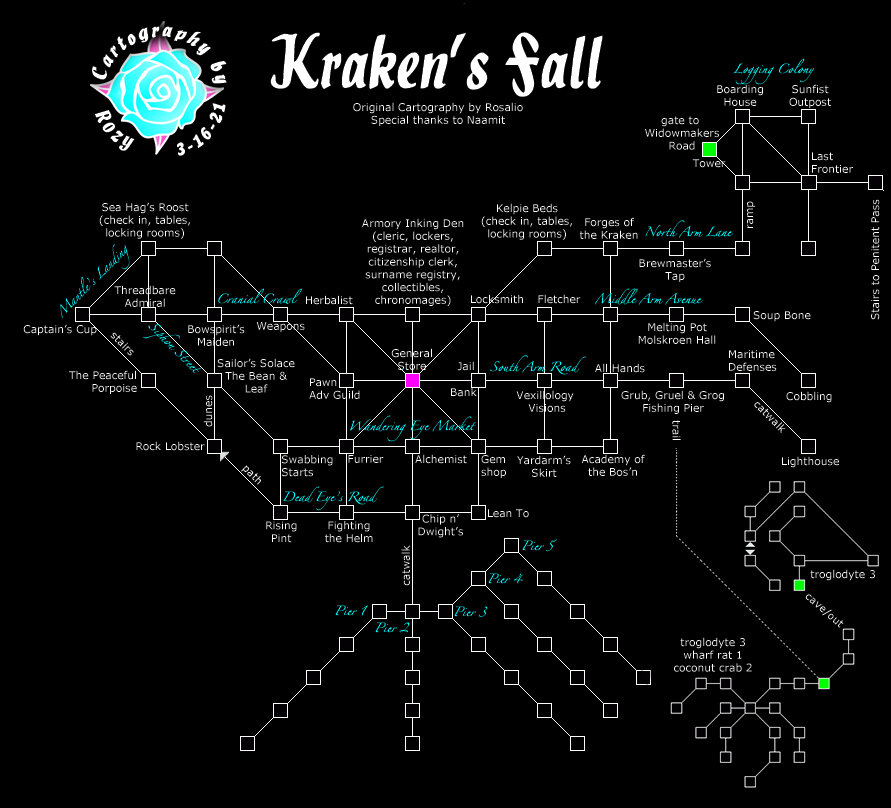 Cartography by
Rozy
3-16-21
Kraken's Fall
Original Cartography by Rosalio
Special thanks to Naamit
Logging Colony
Boarding
House
Sunfist
Outpost
gate to
Widowmakers
Road
Tower
Last
Frontier
ramp
Stairs to Penitent Pass
Sea Hag's Roost
(check in, tables,
locking rooms)
Armory Inking Den
(cleric, lockers,
registrar, realtor,
citizenship clerk,
surname registry,
collectibles,
chronomages)
Kelpie Beds
(check in, tables,
locking rooms)
Forges of
the Kraken
North Arm Lane
Brewmaster's
Tap
Mantle's Landing
Threadbare
Admiral
Cranial Crawl
Herbalist
Locksmith
Fletcher
Middle Arm Avenue
Captain's Cup
stairs
Siphon Street
Bowspirit's
Maiden
Weapons
Melting Pot
Molskroen Hall
Soup Bone
General
Store
Jail
South Arm Road
All Hands
Maritime
Defenses
The Peaceful
Porpoise
Sailor's Solace
The Bean &
Leaf
Pawn
Adv Guild
Bank
Vexillology
Visions
Grub, Gruel & Grog
Fishing Pier
Cobbling
dunes
catwalk
Wandering Eye Market
trail
Rock Lobster
Swabbing
Starts
Furrier
Alchemist
Gem
shop
Yardarm's
Skirt
Academy of
the Bos'n
Lighthouse
path
Dead Eye's Road
Rising
Pint
Fighting
the Helm
Chip n'
Dwight's
Lean To
catwalk
Pier 5
Pier 4
Pier 1
Pier 2
Pier 3
troglodyte 3
cave/out
troglodyte 3
wharf rat 1
coconut crab 2